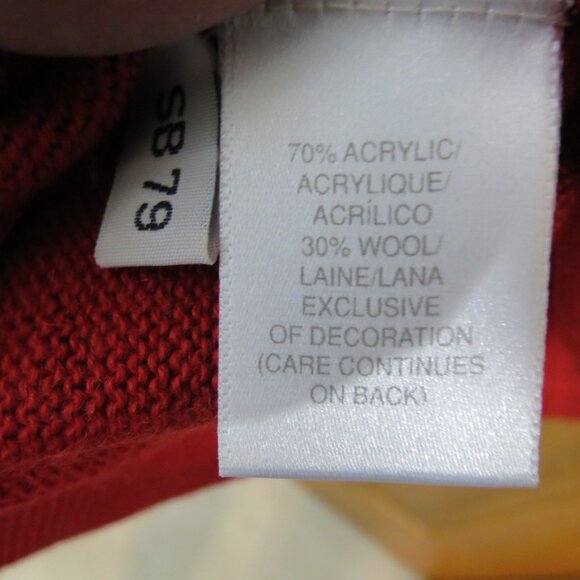 SB 79
70% ACRYLIC/
ACRYLIQUE/
ACRÍLICO
30% WOOL/
LAINE/LANA
EXCLUSIVE
OF DECORATION
(CARE CONTINUES
ON BACK)